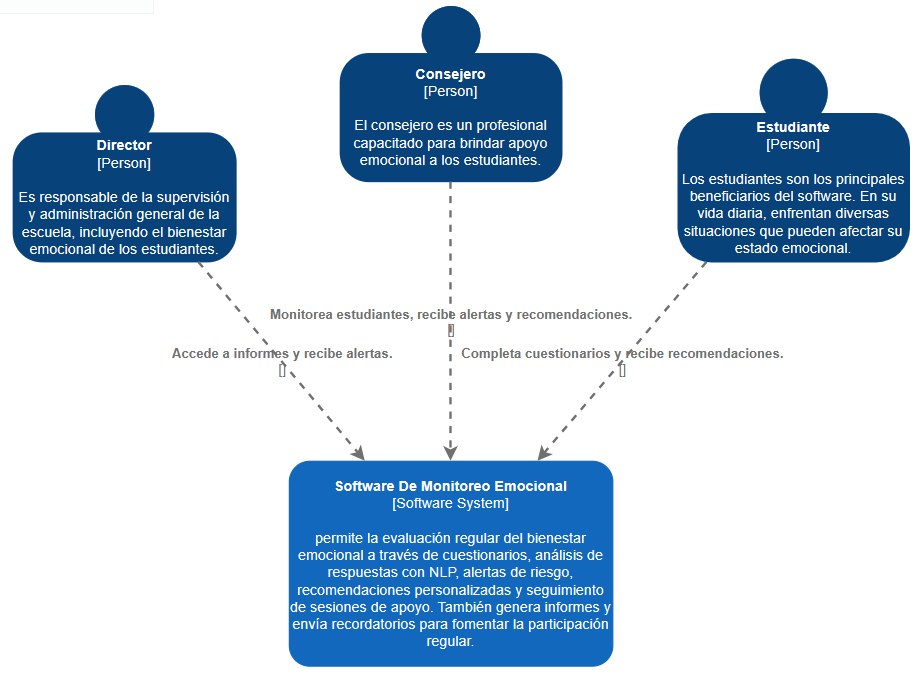 Consejero
[Person]
El consejero es un profesional
capacitado para brindar apoyo
emocional a los estudiantes.
Director
[Person]
Es responsable de la supervisión
y administración general de la
escuela, incluyendo el bienestar
emocional de los estudiantes.
Estudiante
[Person]
Los estudiantes son los principales
beneficiarios del software. En su
vida diaria, enfrentan diversas
situaciones que pueden afectar su
estado emocional.
Monitorea estudiantes, recibe alertas y recomendaciones.
[]
Accede a informes y recibe alertas.
[]
Completa cuestionarios y recibe recomendaciones.
[]
Software De Monitoreo Emocional
[Software System]
permite la evaluación regular del bienestar
emocional a través de cuestionarios, análisis de
respuestas con NLP, alertas de riesgo,
recomendaciones personalizadas y seguimiento
de sesiones de apoyo. También genera informes y
envía recordatorios para fomentar la participación
regular.